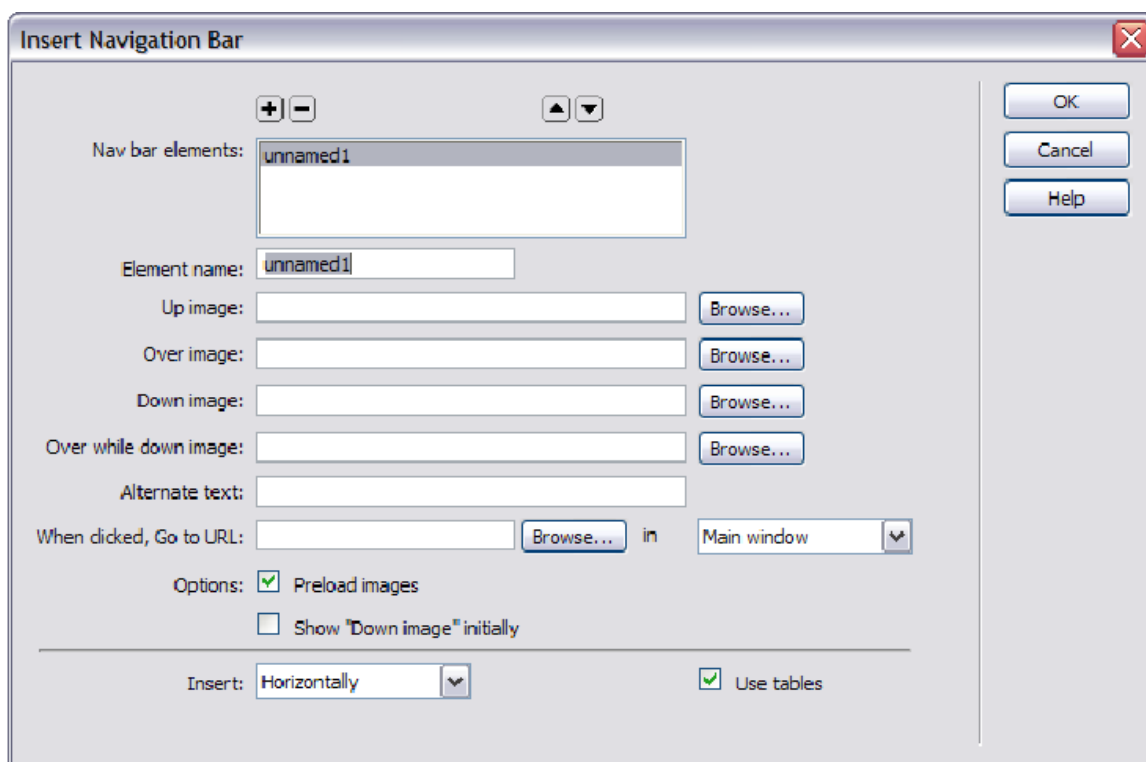 Insert Navigation Bar
OK
Nav bar elements: unnamed1
Cancel
Help
Element name: unnamed1
Up image: Browse...
Over image: Browse...
Down image: Browse...
Over while down image: Browse...
Alternate text:
When clicked, Go to URL: Browse... in Main window
Options: Preload images
Show "Down image" initially
Insert: Horizontally Use tables